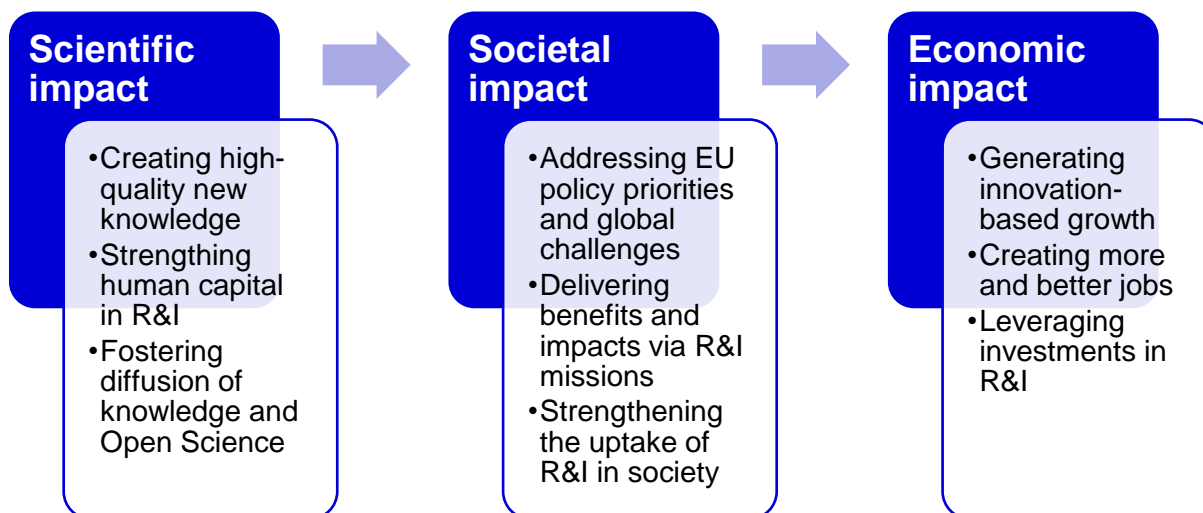 Scientific
impact
•Creating high-
quality new
knowledge
•Strengthing
human capital
in R&I
•Fostering
diffusion of
knowledge and
Open Science
Societal
impact
•Addressing EU
policy priorities
and global
challenges
•Delivering
benefits and
impacts via R&I
missions
•Strengthening
the uptake of
R&I in society
Economic
impact
•Generating
innovation-
based growth
•Creating more
and better jobs
•Leveraging
investments in
R&I